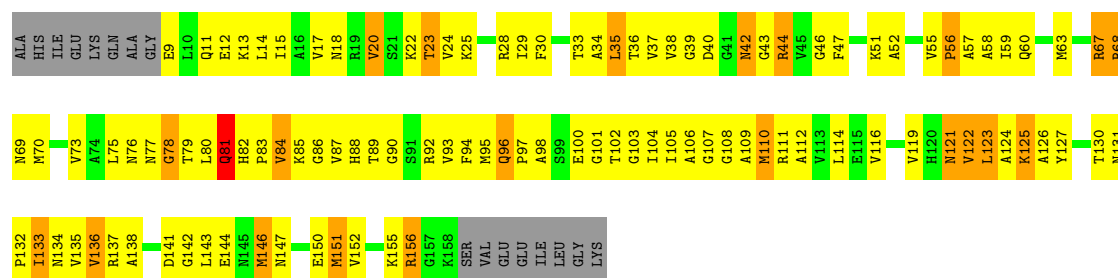 ALA HIS ILE GLU LYS GLN ALA GLY E9 L10 Q11 E12 K13 L14 I15 A16 V17 N18 R19 V20 S21 K22 T23 V24 K25 R28 I29 F30 T33 A34 L35 T36 V37 V38 G39 D40 G41 N42 G43 R44 V45 G46 F47 K51 A52 V55 P56 A57 A58 I59 Q60 M63 R67 R68
N69 M70 V73 A74 L75 N76 N77 G78 T79 L80 Q81 H82 P83 V84 K85 G86 V87 H88 T89 G90 S91 R92 V93 F94 M95 Q96 P97 A98 S99 E100 G101 T102 G103 I104 I105 A106 G107 G108 A109 M110 R111 A112 V113 L114 E115 V116 V119 H120 N121 V122 L123 A124 K125 A126 Y127 T130 N131
P132 I133 N134 V135 V136 R137 A138 D141 G142 L143 E144 N145 M146 N147 E150 M151 V152 K155 R156 G157 K158 SER VAL GLU GLU ILE LEU GLY LYS